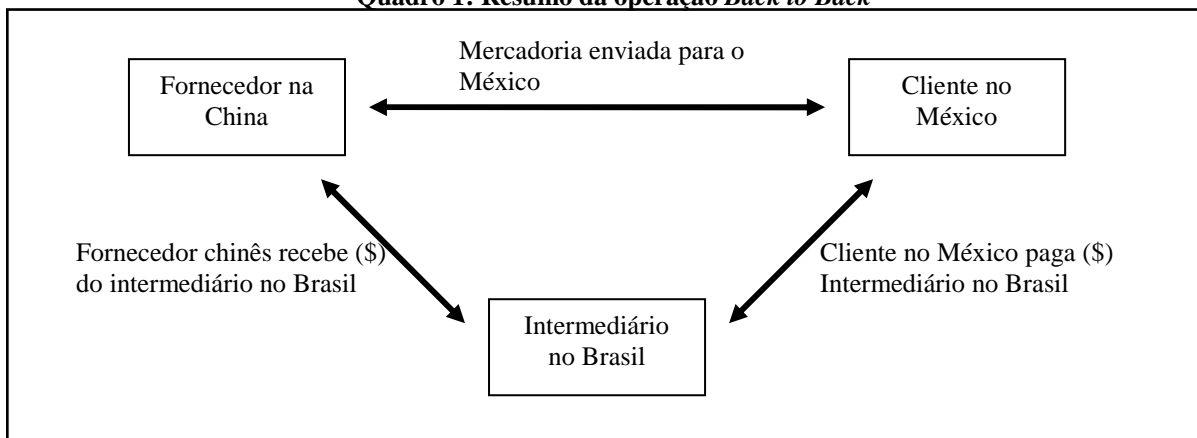 Quadro 1: Resumo da operação Back to Back
Mercadoria enviada para o
México
Fornecedor na
China
Cliente no
México
Fornecedor chinês recebe ($)
do intermediário no Brasil
Cliente no México paga ($)
Intermediário no Brasil
Intermediário
no Brasil